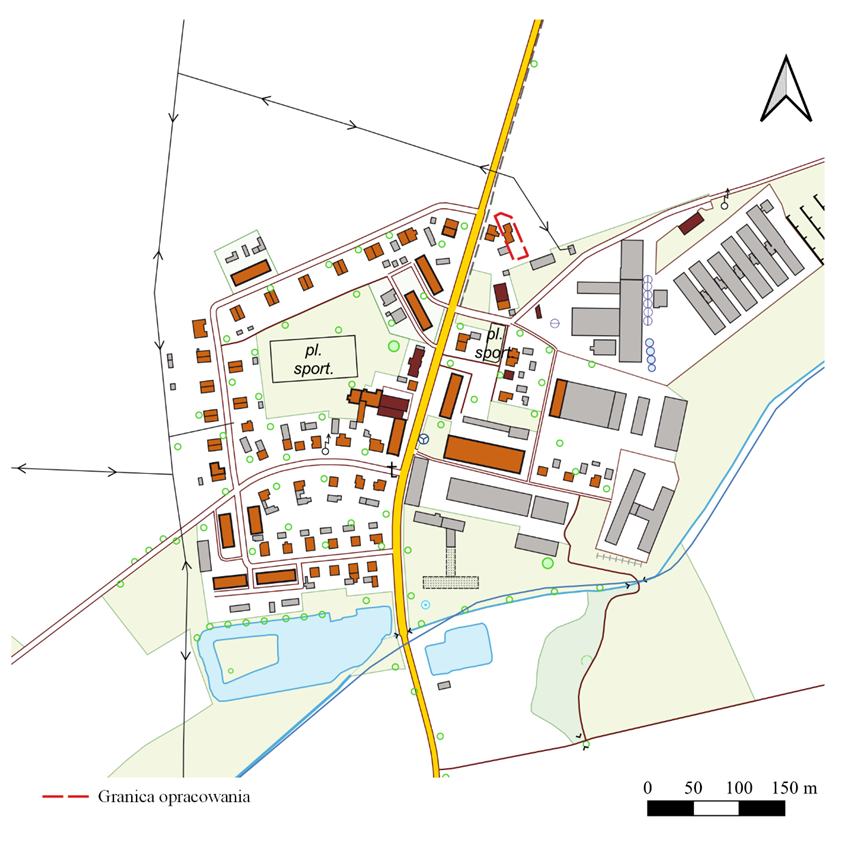 pl.
sport.
pl.
sport.
Granica opracowania
0 50 100 150 m